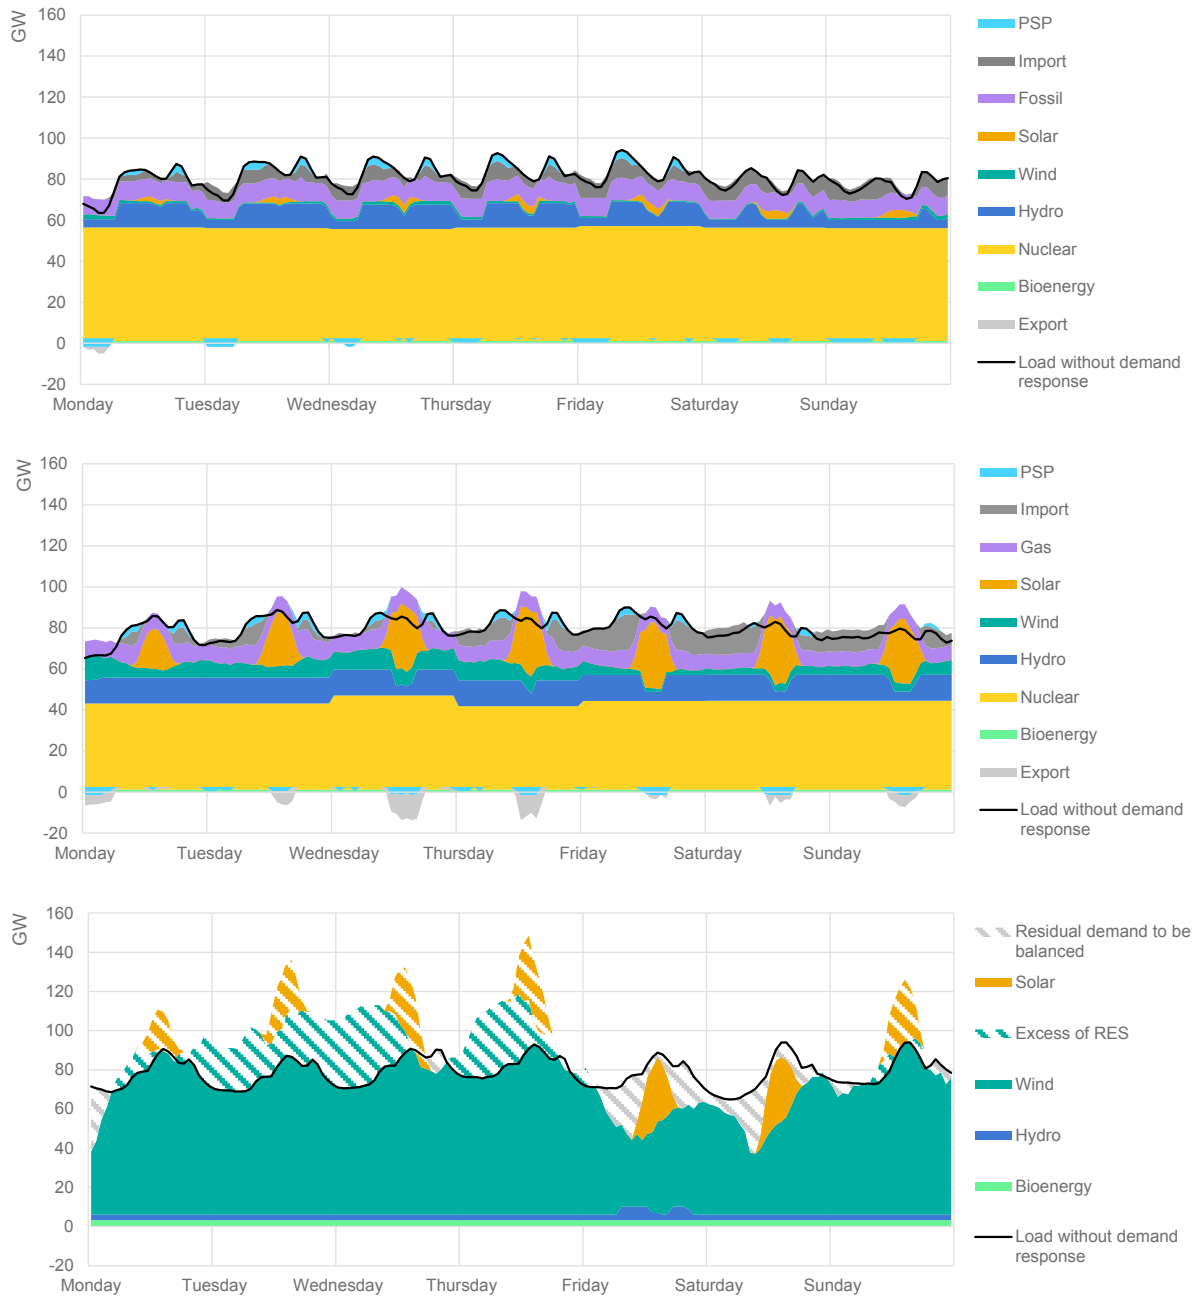 GW
160
140
120
100
80
60
40
20
0
-20
Monday Tuesday Wednesday Thursday Friday Saturday Sunday
PSP
Import
Fossil
Solar
Wind
Hydro
Nuclear
Bioenergy
Export
Load without demand
response
GW
160
140
120
100
80
60
40
20
0
-20
Monday Tuesday Wednesday Thursday Friday Saturday Sunday
PSP
Import
Gas
Solar
Wind
Hydro
Nuclear
Bioenergy
Export
Load without demand
response
GW
160
140
120
100
80
60
40
20
0
-20
Monday Tuesday Wednesday Thursday Friday Saturday Sunday
Residual demand to be
balanced
Solar
Excess of RES
Wind
Hydro
Bioenergy
Load without demand
response